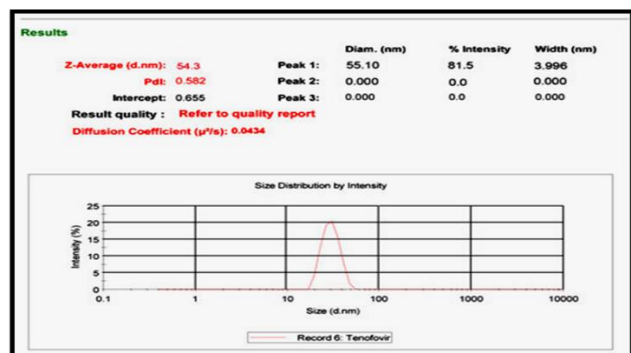 Results
Diam. (nm) % Intensity Width (nm)
Z-Average (d.nm): 54.3 Peak 1: 55.10 81.5 3.996
PdI: 0.582 Peak 2: 0.000 0.0 0.000
Intercept: 0.655 Peak 3: 0.000 0.0 0.000
Result quality : Refer to quality report
Diffusion Coefficient (µ²/s): 0.0434
Size Distribution by Intensity
Intensity (%)
25
20
15
10
5
0
0.1 1 10 100 1000 10000
Size (d.nm)
Record 6: Tenofovir